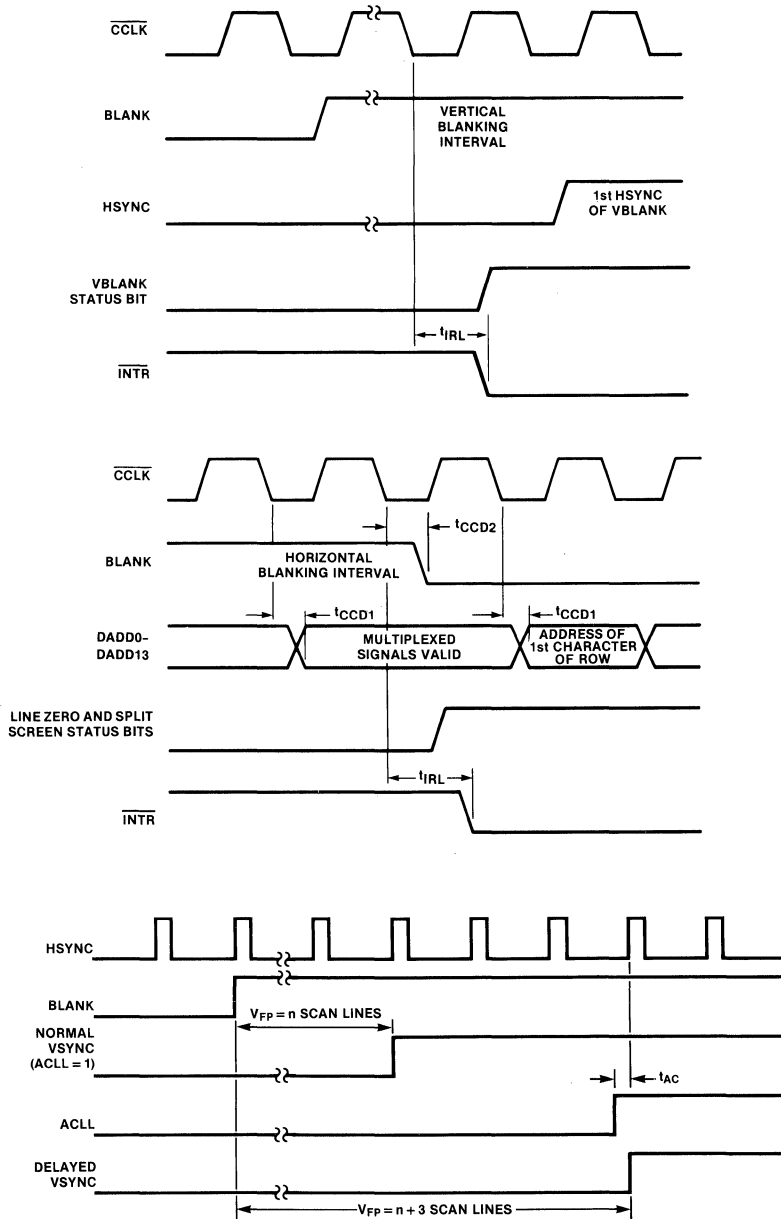 CCLK
BLANK
VERTICAL
BLANKING
INTERVAL
HSYNC
1st HSYNC
OF VBLANK
VBLANK
STATUS BIT
tIRL
INTR
CCLK
tCCD2
BLANK
HORIZONTAL
BLANKING INTERVAL
tCCD1
tCCD1
DADD0–
DADD13
MULTIPLEXED
SIGNALS VALID
ADDRESS OF
1st CHARACTER
OF ROW
LINE ZERO AND SPLIT
SCREEN STATUS BITS
tIRL
INTR
HSYNC
BLANK
VFP = n SCAN LINES
NORMAL
VSYNC
(ACLL = 1)
tAC
ACLL
DELAYED
VSYNC
VFP = n + 3 SCAN LINES